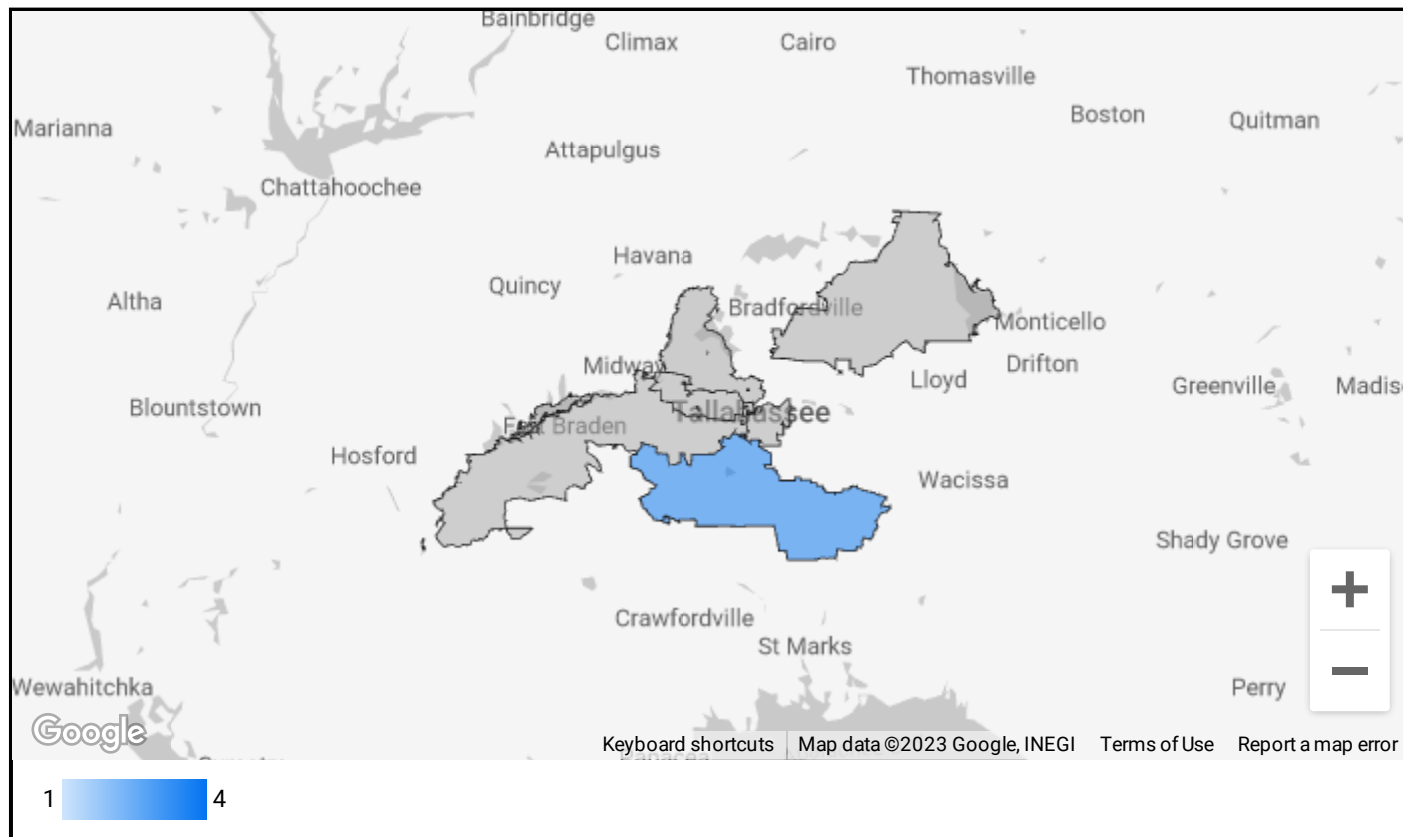 Bainbridge
Climax
Cairo
Thomasville
Boston
Quitman
Marianna
Attapulgus
Chattahoochee
Havana
Quincy
Altha
Bradfordville
Monticello
Midway
Drifton
Lloyd
Greenville
Blountstown
Tallahassee
Fort Braden
Hosford
Wacissa
Shady Grove
Crawfordville
St Marks
Wewahitchka
Perry
Google
Keyboard shortcuts Map data ©2023 Google, INEGI Terms of Use Report a map error
1 4